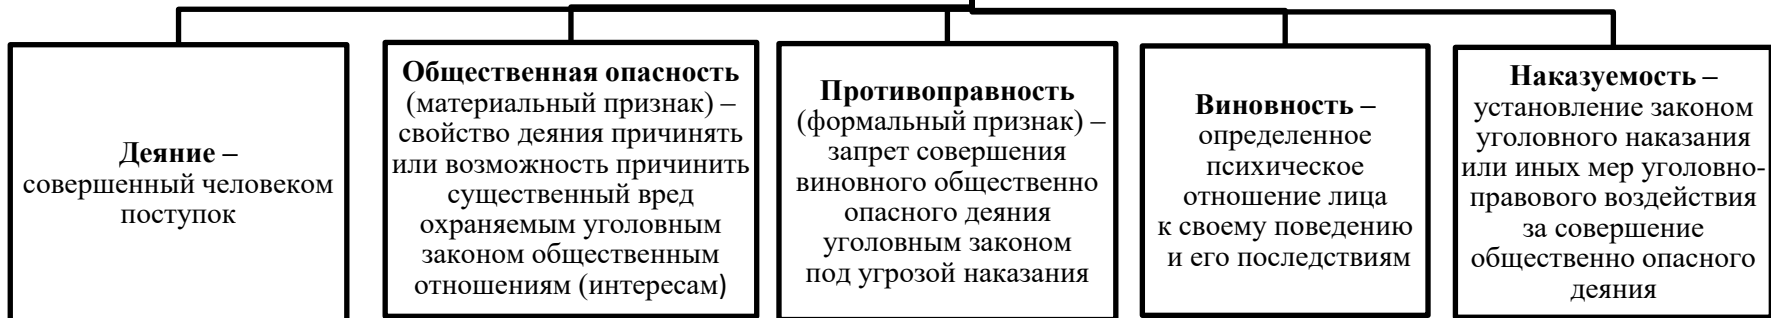 Деяние –
совершенный человеком
поступок
Общественная опасность
(материальный признак) –
свойство деяния причинять
или возможность причинить
существенный вред
охраняемым уголовным
законом общественным
отношениям (интересам)
Противоправность
(формальный признак) –
запрет совершения
виновного общественно
опасного деяния
уголовным законом
под угрозой наказания
Виновность –
определенное
психическое
отношение лица
к своему поведению
и его последствиям
Наказуемость –
установление законом
уголовного наказания
или иных мер уголовно-
правового воздействия
за совершение
общественно опасного
деяния